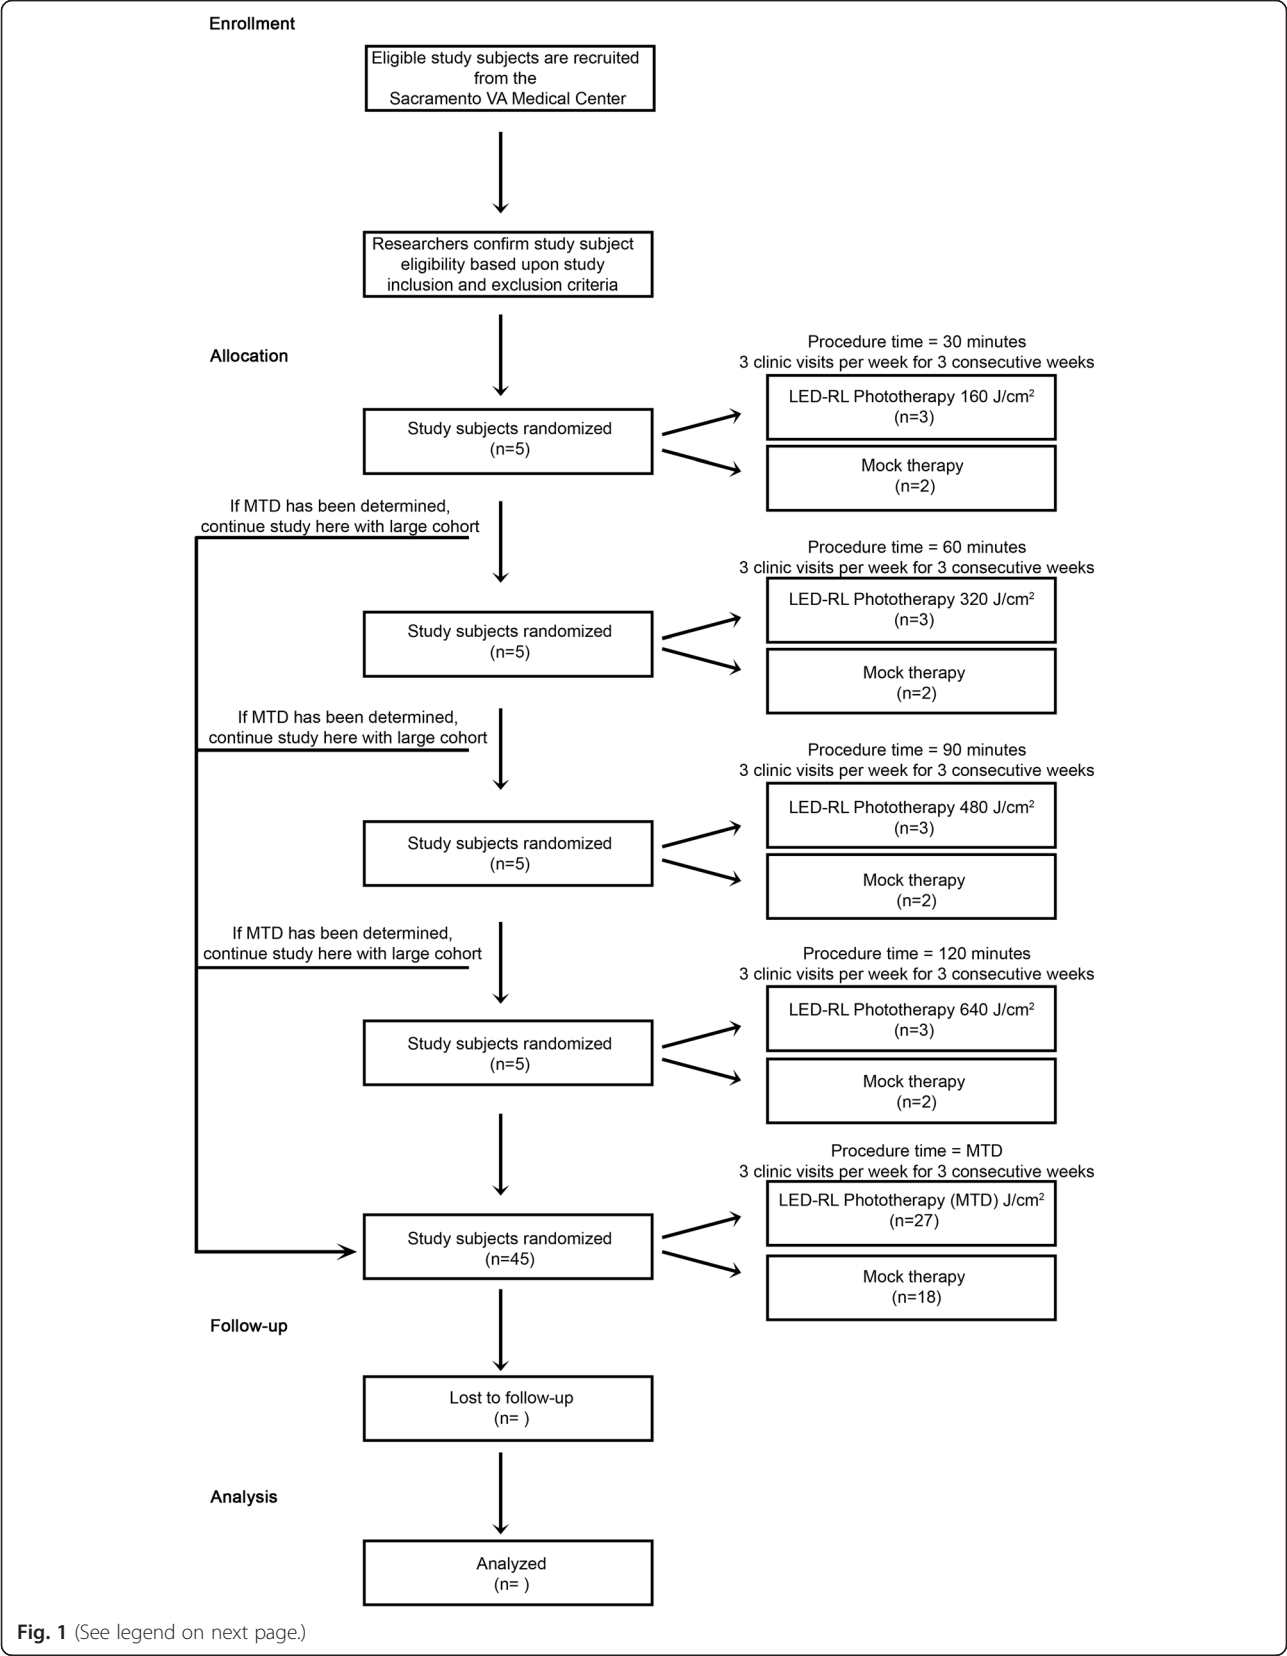 Enrollment
Eligible study subjects are recruited
from the
Sacramento VA Medical Center
Researchers confirm study subject
eligibility based upon study
inclusion and exclusion criteria
Allocation
Procedure time = 30 minutes
3 clinic visits per week for 3 consecutive weeks
Study subjects randomized
(n=5)
LED-RL Phototherapy 160 J/cm²
(n=3)
Mock therapy
(n=2)
If MTD has been determined,
continue study here with large cohort
Procedure time = 60 minutes
3 clinic visits per week for 3 consecutive weeks
Study subjects randomized
(n=5)
LED-RL Phototherapy 320 J/cm²
(n=3)
Mock therapy
(n=2)
If MTD has been determined,
continue study here with large cohort
Procedure time = 90 minutes
3 clinic visits per week for 3 consecutive weeks
Study subjects randomized
(n=5)
LED-RL Phototherapy 480 J/cm²
(n=3)
Mock therapy
(n=2)
If MTD has been determined,
continue study here with large cohort
Procedure time = 120 minutes
3 clinic visits per week for 3 consecutive weeks
Study subjects randomized
(n=5)
LED-RL Phototherapy 640 J/cm²
(n=3)
Mock therapy
(n=2)
Procedure time = MTD
3 clinic visits per week for 3 consecutive weeks
Study subjects randomized
(n=45)
LED-RL Phototherapy (MTD) J/cm²
(n=27)
Mock therapy
(n=18)
Follow-up
Lost to follow-up
(n= )
Analysis
Analyzed
(n= )
Fig. 1 (See legend on next page.)